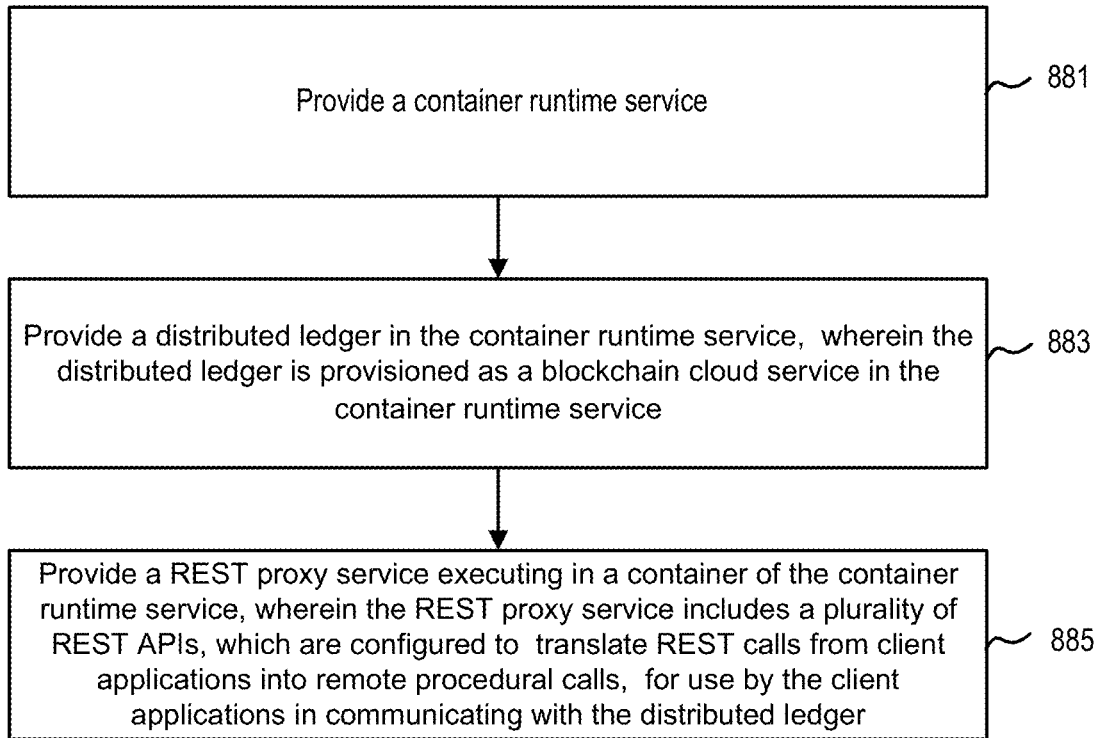 Provide a container runtime service
881
Provide a distributed ledger in the container runtime service, wherein the
distributed ledger is provisioned as a blockchain cloud service in the
container runtime service
883
Provide a REST proxy service executing in a container of the container
runtime service, wherein the REST proxy service includes a plurality of
REST APIs, which are configured to translate REST calls from client
applications into remote procedural calls, for use by the client
applications in communicating with the distributed ledger
885